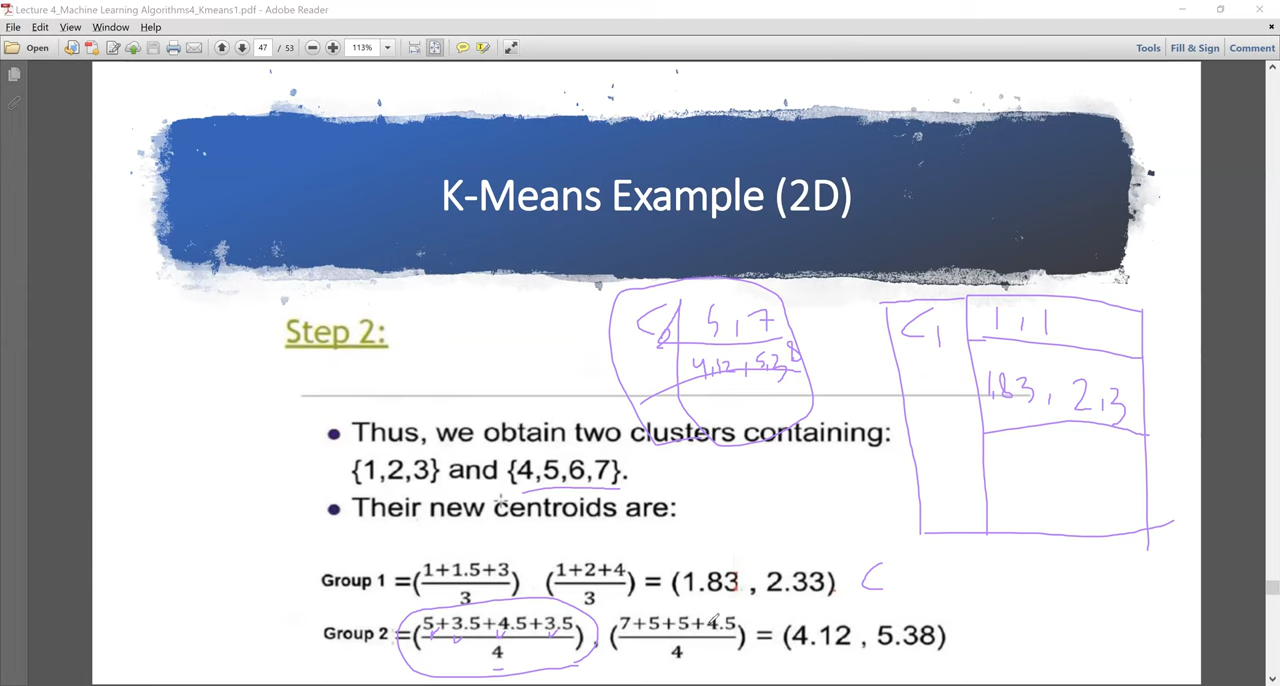 Lecture 4_Machine Learning Algorithms4_Kmeans1.pdf - Adobe Reader
File Edit View Window Help
Open 47 / 53 113% Tools Fill & Sign Comment
K-Means Example (2D)
Step 2:
C2 5, 7
4,12, 5,38
C1 1, 1
1,83, 2,3
Thus, we obtain two clusters containing:
{1,2,3} and {4,5,6,7}.
Their new centroids are:
Group 1 =(1+1.5+3/3) (1+2+4/3) = (1.83 , 2.33) C
Group 2 =(5+3.5+4.5+3.5/4) , (7+5+5+4.5/4) = (4.12 , 5.38)